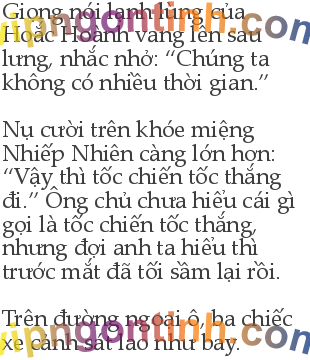 Giọng nói lạnh lùng của
Hoắc Hoành vang lên sau
lưng, nhắc nhở: “Chúng ta
không có nhiều thời gian.”
Nụ cười trên khóe miệng
Nhiếp Nhiên càng lớn hơn:
“Vậy thì tốc chiến tốc thắng
đi.” Ông chủ chưa hiểu cái gì
gọi là tốc chiến tốc thắng,
nhưng đợi anh ta hiểu thì
trước mắt đã tối sầm lại rồi.
Trên đường ngoại ô, ba chiếc
xe cảnh sát lao như bay.
vipngontinh.com
vipngontinh.com